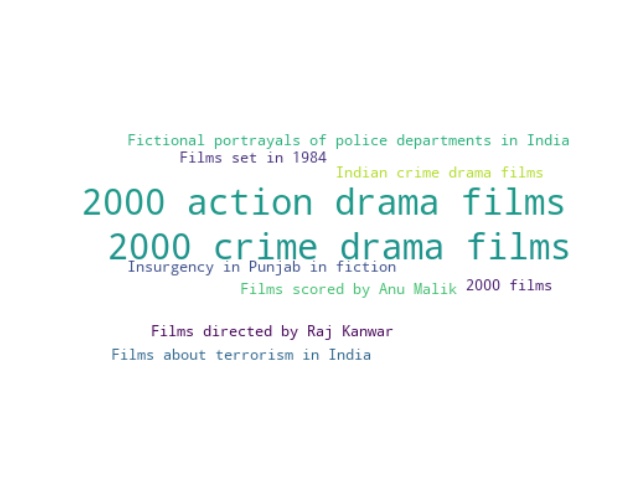 Fictional portrayals of police departments in India
Films set in 1984
Indian crime drama films
2000 action drama films
2000 crime drama films
Insurgency in Punjab in fiction
Films scored by Anu Malik
2000 films
Films directed by Raj Kanwar
Films about terrorism in India